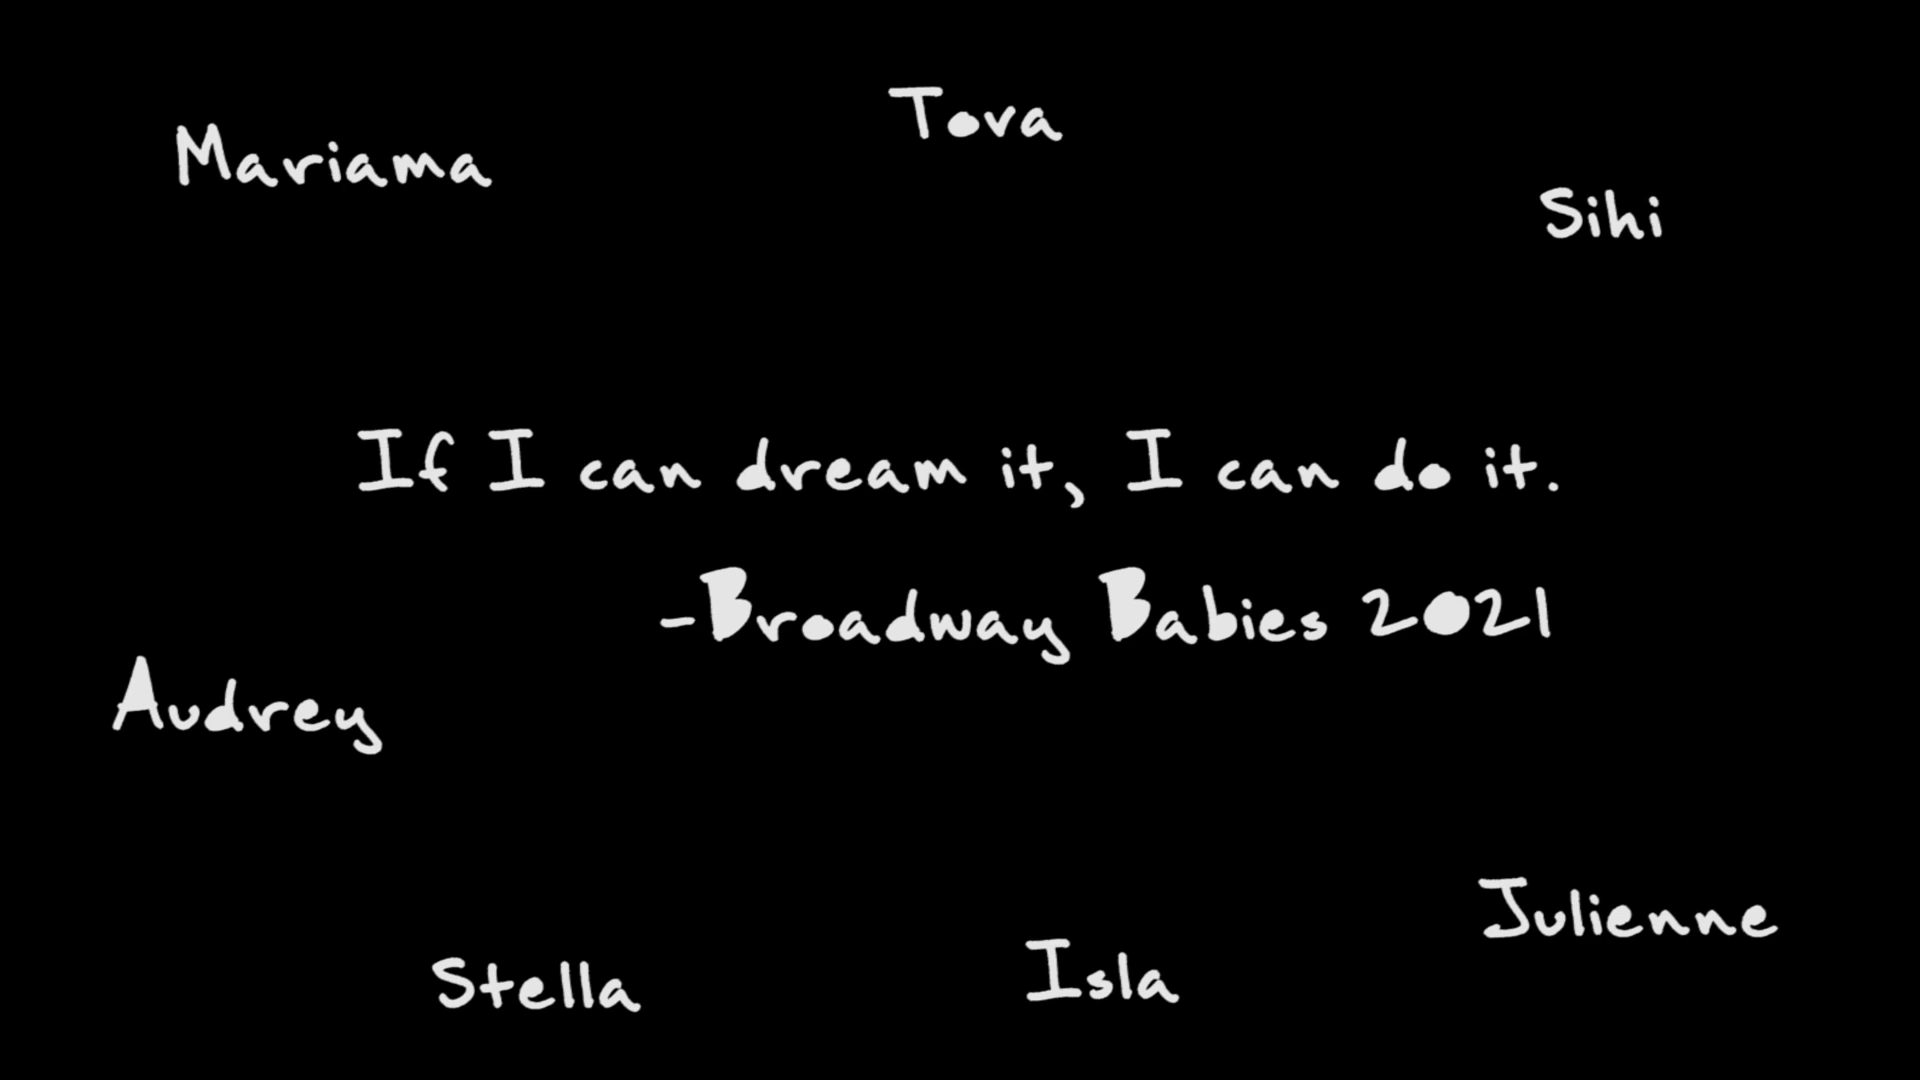 Tova
Mariama
Sihi
If I can dream it, I can do it.
-Broadway Babies 2021
Audrey
Julienne
Stella
Isla